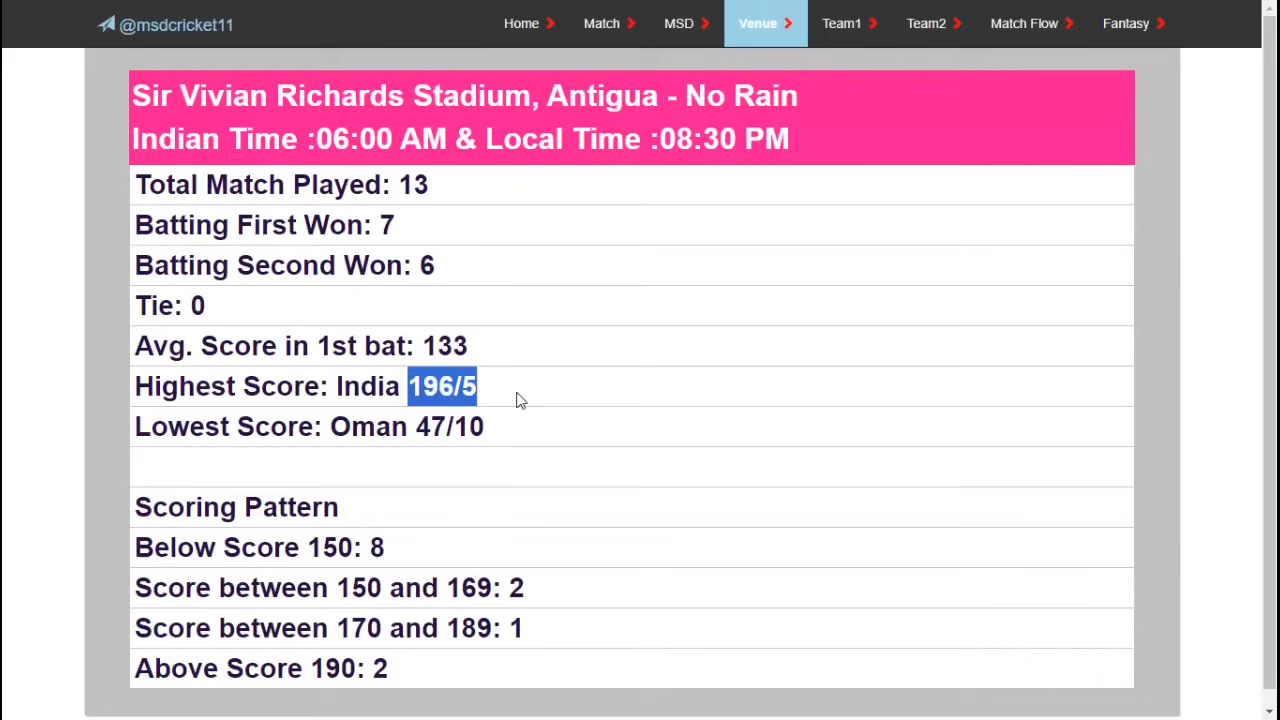 @msdcricket11
Home Match MSD Venue Team1 Team2 Match Flow Fantasy
Sir Vivian Richards Stadium, Antigua - No Rain
Indian Time :06:00 AM & Local Time :08:30 PM
Total Match Played: 13
Batting First Won: 7
Batting Second Won: 6
Tie: 0
Avg. Score in 1st bat: 133
Highest Score: India 196/5
Lowest Score: Oman 47/10
Scoring Pattern
Below Score 150: 8
Score between 150 and 169: 2
Score between 170 and 189: 1
Above Score 190: 2